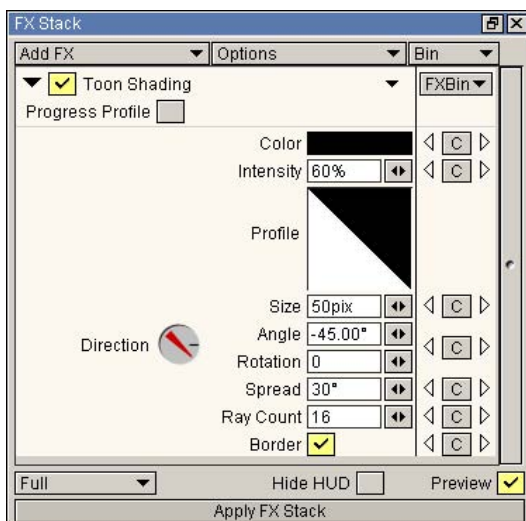 FX Stack
Add FX Options Bin
Toon Shading FXBin
Progress Profile
Color C
Intensity 60% C
Profile
Size 50pix C
Direction Angle -45.00° C
Rotation 0
Spread 30° C
Ray Count 16 C
Border C
Full Hide HUD Preview
Apply FX Stack